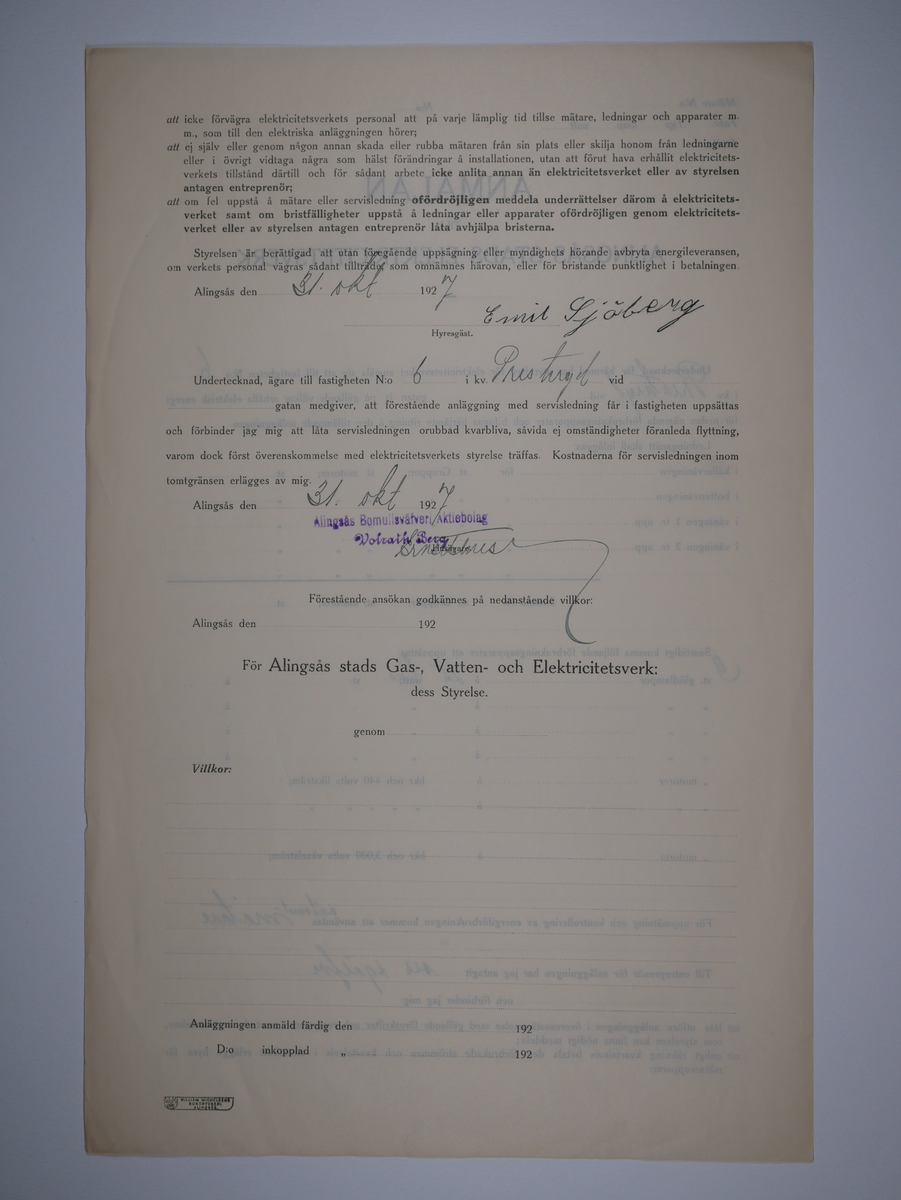 att icke förvägra elektricitetsverkets personal att på varje lämplig tid tillse mätare, ledningar och apparater m.
m., som till den elektriska anläggningen hörer;
att ej själv eller genom någon annan skada eller rubba mätaren från sin plats eller skilja honom från ledningarne
eller i övrigt vidtaga några som hälst förändringar å installationen, utan att förut hava erhållit elektricitets-
verkets tillstånd därtill och för sådant arbete icke anlita annan än elektricitetsverket eller av styrelsen
antagen entreprenör;
att om fel uppstå å mätare eller servisledning ofördröjligen meddela underrättelser därom å elektricitets-
verket samt om bristfälligheter uppstå å ledningar eller apparater ofördröjligen genom elektricitets-
verket eller av styrelsen antagen entreprenör låta avhjälpa bristerna.
Styrelsen är berättigad att utan föregående uppsägning eller myndighets hörande avbryta energileveransen,
om verkets personal vägras sådant tillträde, som omnämnes härovan, eller för bristande punktlighet i betalningen.
Alingsås den 31. okt 1927
Emil Sjöberg
Hyresgäst.
Undertecknad, ägare till fastigheten N:o 6 i kv. vid
gatan medgiver, att förestående anläggning med servisledning får i fastigheten uppsättas
och förbinder jag mig att låta servisledningen orubbad kvarbliva, såvida ej omständigheter föranleda flyttning,
varom dock först överenskommelse med elektricitetsverkets styrelse träffas. Kostnaderna för servisledningen inom
tomtgränsen erlägges av mig.
Alingsås den 31. okt 1927
Alingsås Bomullsväfveri Aktiebolag
Volrath Berg
Förestående ansökan godkännes på nedanstående villkor:
Alingsås den 192
För Alingsås stads Gas-, Vatten- och Elektricitetsverk:
dess Styrelse.
genom
Villkor:
Anläggningen anmäld färdig den 192
D:o inkopplad „ 192